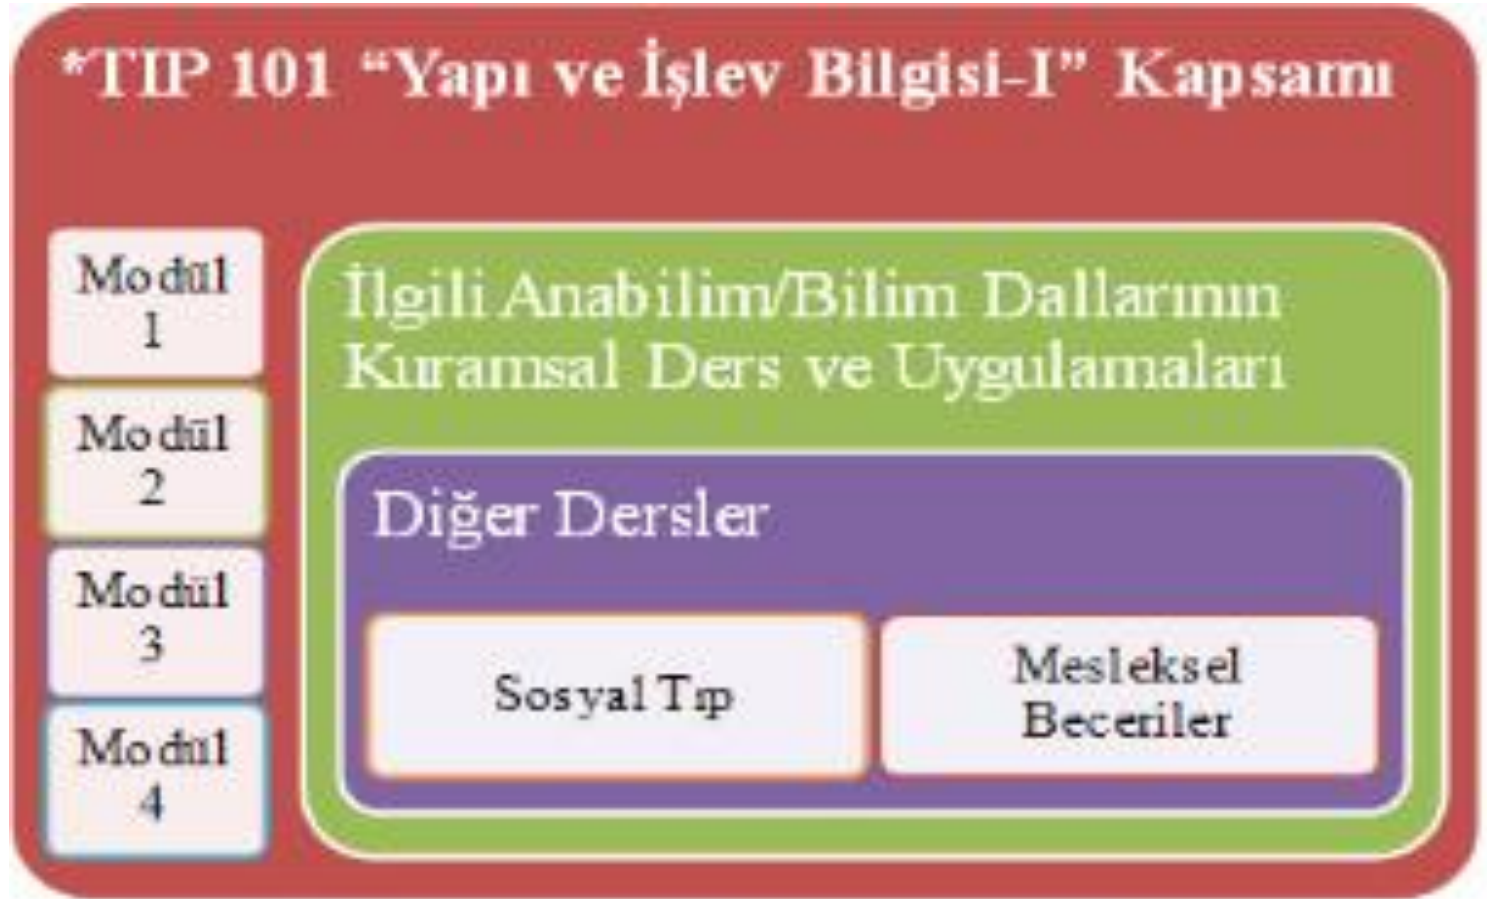 *TIP 101 “Yapı ve İşlev Bilgisi-I” Kapsamı
Modül
1
Modül
2
Modül
3
Modül
4
İlgili Anabilim/Bilim Dallarının
Kuramsal Ders ve Uygulamaları
Diğer Dersler
Sosyal Tıp
Mesleksel
Beceriler